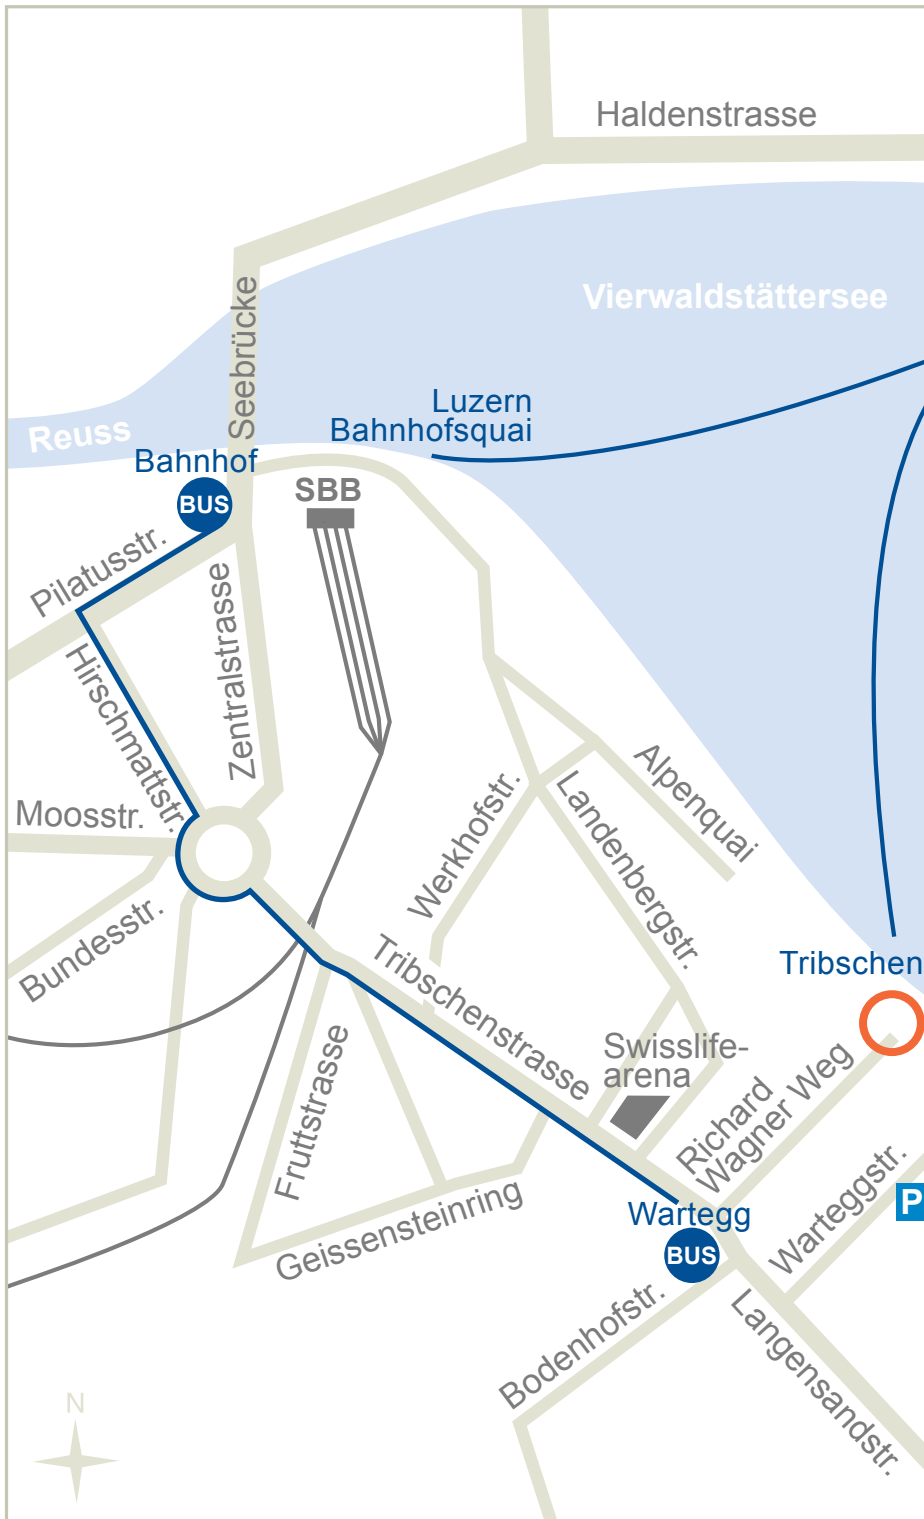 Haldenstrasse
Vierwaldstättersee
Seebrücke
Luzern
Bahnhofsquai
Reuss
Bahnhof
BUS
SBB
Pilatusstr.
Zentralstrasse
Hirschmattstr.
Moosstr.
Bundesstr.
Werkhofstr.
Landenbergstr.
Alpenquai
Tribschenstrasse
Tribschen
Fruttstrasse
Swisslife-
arena
Richard
Wagner Weg
Geissensteinring
Wartegg
BUS
Warteggstr.
P
Bodenhofstr.
Langensandstr.
N